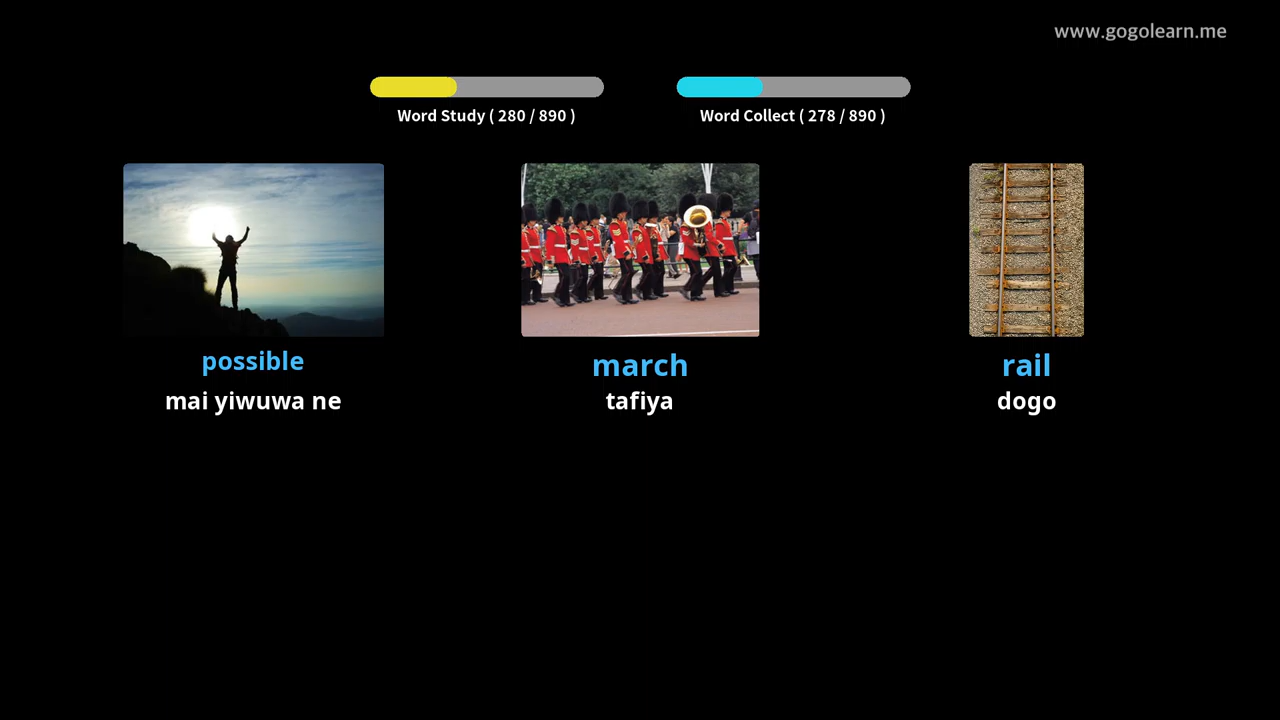 www.gogolearn.me
Word Study ( 280 / 890 )
Word Collect ( 278 / 890 )
possible
mai yiwuwa ne
march
tafiya
rail
dogo